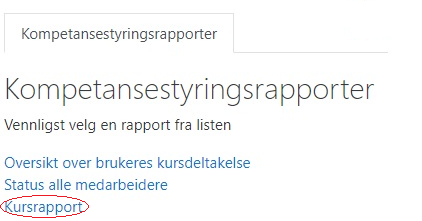 Kompetansestyringsrapporter
Kompetansestyringsrapporter
Vennligst velg en rapport fra listen
Oversikt over brukeres kursdeltakelse
Status alle medarbeidere
Kursrapport